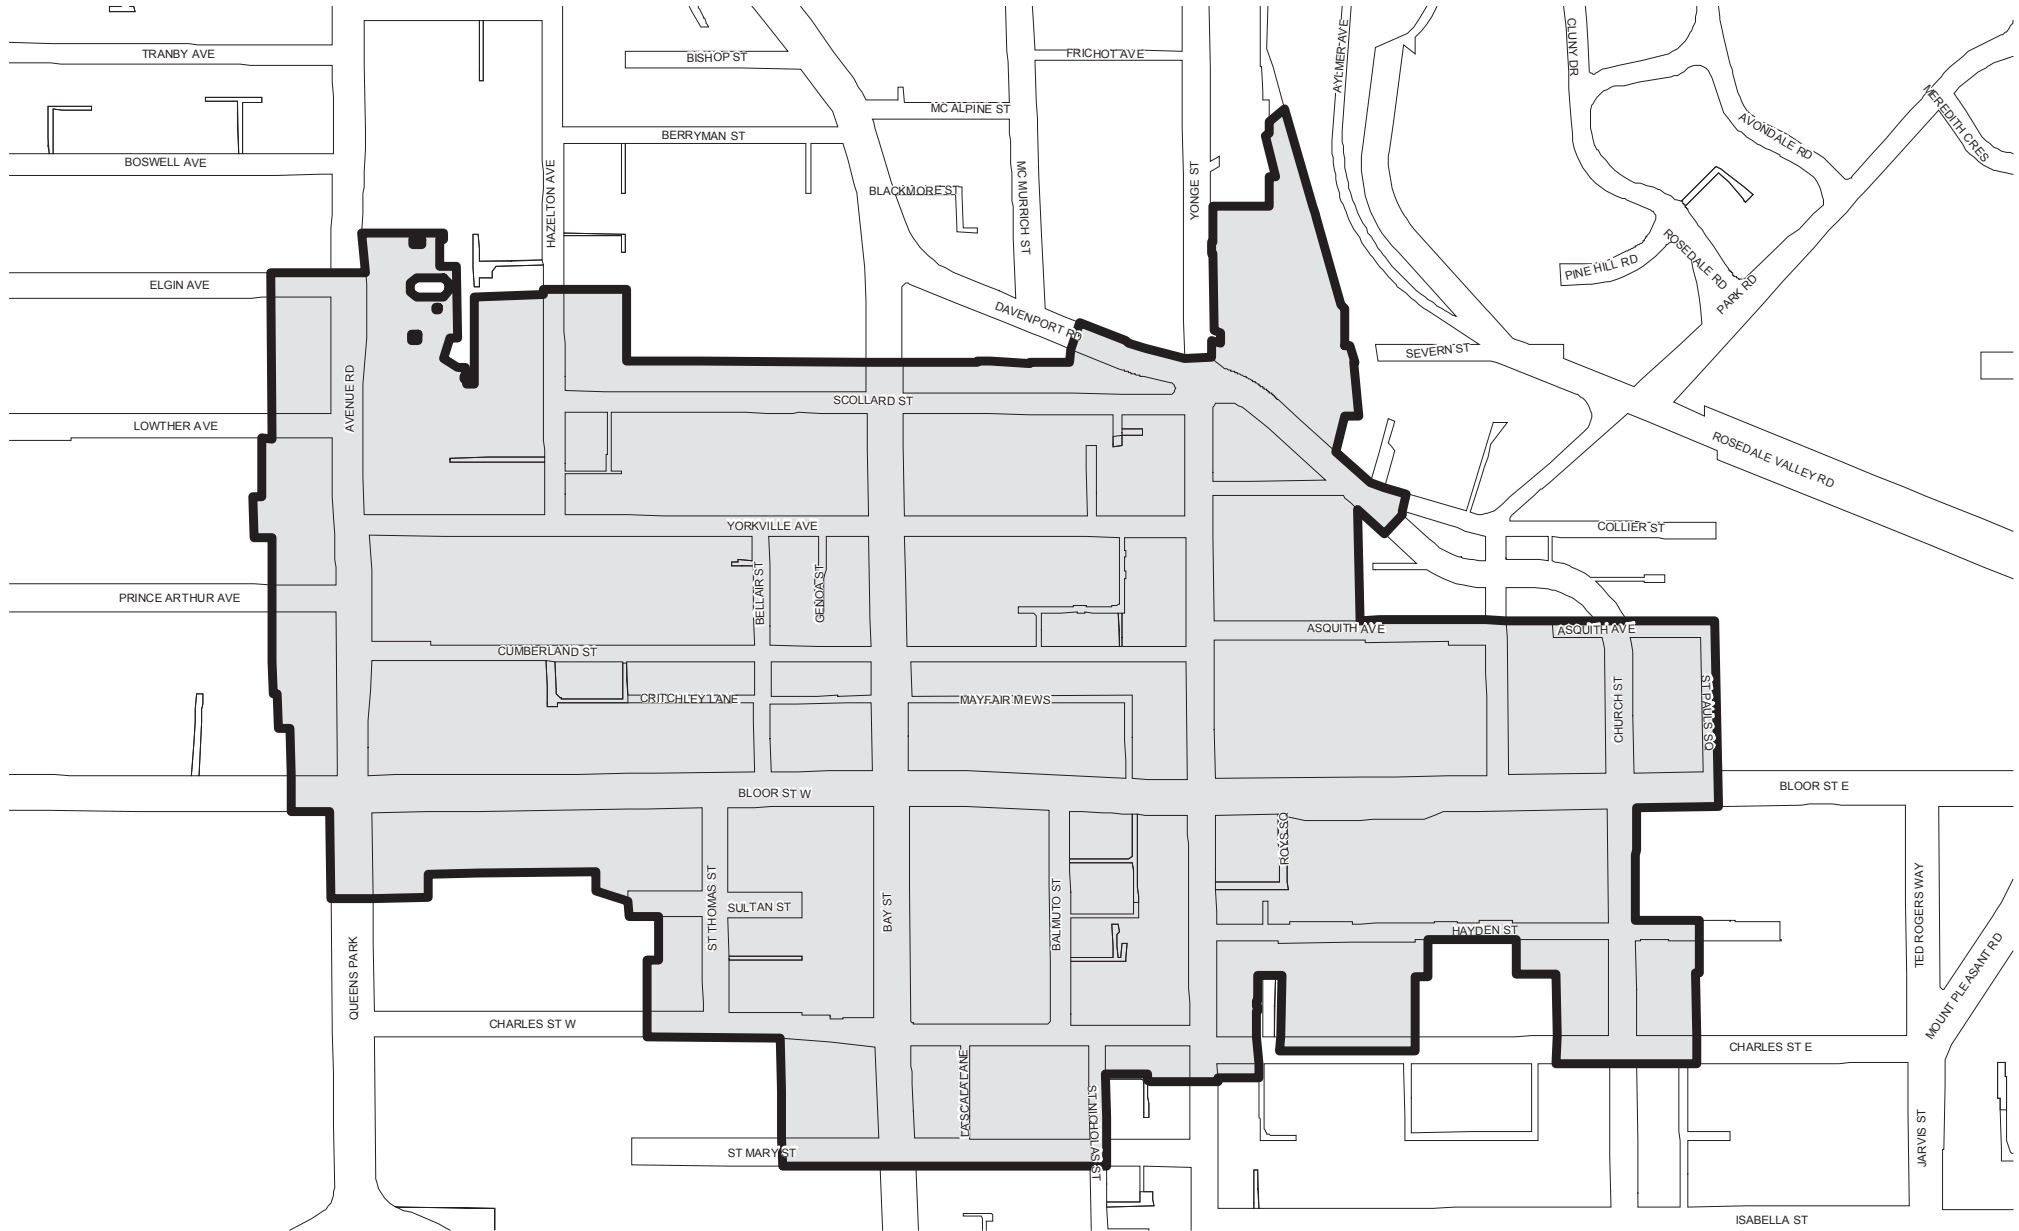 TRANBY AVE
BISHOP ST
FRICHOT AVE
AYLMER AVE
CLUNY DR
MC ALPINE ST
BERRYMAN ST
BOSWELL AVE
AVONDALE RD
MEREDITH CRES
HAZELTON AVE
BLACKMORE ST
MC MURRICH ST
YONGE ST
ELGIN AVE
PINE HILL RD
ROSEDALE RD
PARK RD
DAVENPORT RD
SEVERN ST
AVENUE RD
SCOLLARD ST
LOWTHER AVE
ROSEDALE VALLEY RD
YORKVILLE AVE
COLLIER ST
BELLAIR ST
GENOA ST
PRINCE ARTHUR AVE
ASQUITH AVE
ASQUITH AVE
CUMBERLAND ST
CRITCHLEY LANE
MAYFAIR MEWS
CHURCH ST
ST PAULS SQ
BLOOR ST W
BLOOR ST E
ROYS SQ
ST THOMAS ST
SULTAN ST
BAY ST
BALMUTO ST
HAYDEN ST
TED ROGERS WAY
QUEENS PARK
MOUNT PLEASANT RD
CHARLES ST W
CHARLES ST E
LA SCALA LANE
ST NICHOLAS ST
ST MARY ST
JARVIS ST
ISABELLA ST